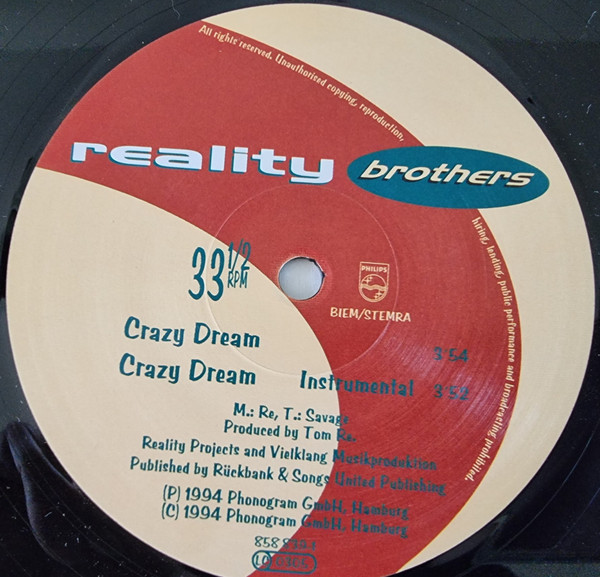 All rights reserved. Unauthorised copying, reproduction,
reality brothers
hiring, lending, public performance and broadcasting prohibited.
33 1/2 RPM
PHILIPS
BIEM/STEMRA
Crazy Dream 3'54
Crazy Dream Instrumental 3'52
M.: Re, T.: Savage
Produced by Tom Re.
Reality Projects and Vielklang Musikproduktion
Published by Rückbank & Songs United Publishing
(P) 1994 Phonogram GmbH, Hamburg
(C) 1994 Phonogram GmbH, Hamburg